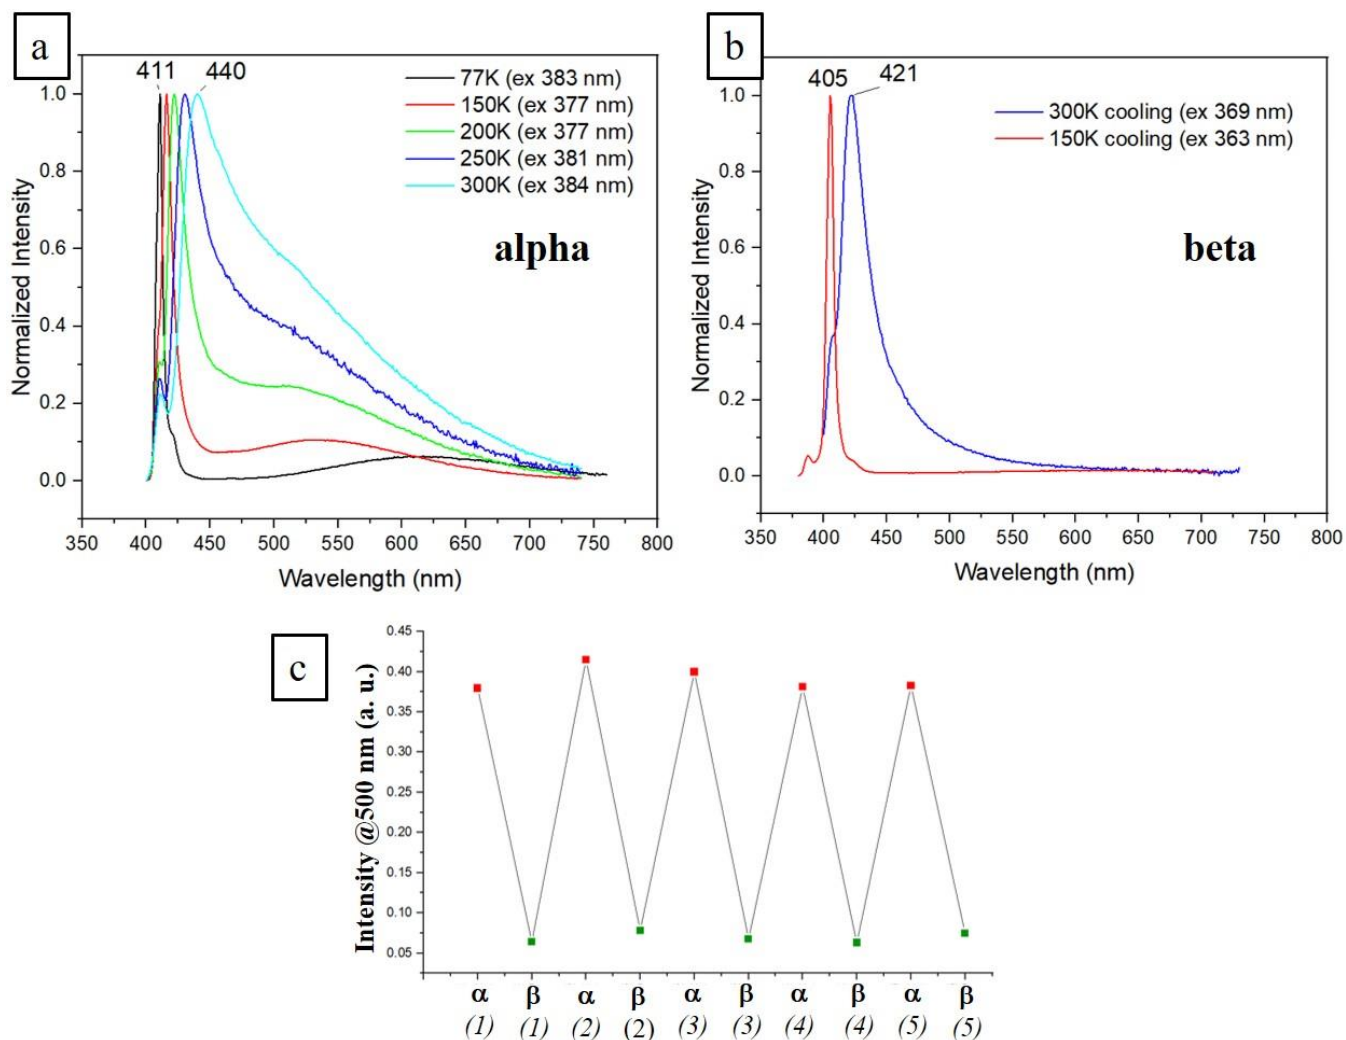 a
411 440
77K (ex 383 nm)
150K (ex 377 nm)
200K (ex 377 nm)
250K (ex 381 nm)
300K (ex 384 nm)
alpha
Normalized Intensity
1.0
0.8
0.6
0.4
0.2
0.0
350 400 450 500 550 600 650 700 750 800
Wavelength (nm)
b
405 421
300K cooling (ex 369 nm)
150K cooling (ex 363 nm)
beta
Normalized Intensity
1.0
0.8
0.6
0.4
0.2
0.0
350 400 450 500 550 600 650 700 750 800
Wavelength (nm)
c
Intensity @500 nm (a. u.)
0.45
0.40
0.35
0.30
0.25
0.20
0.15
0.10
0.05
α β α β α β α β α β
(1) (1) (2) (2) (3) (3) (4) (4) (5) (5)